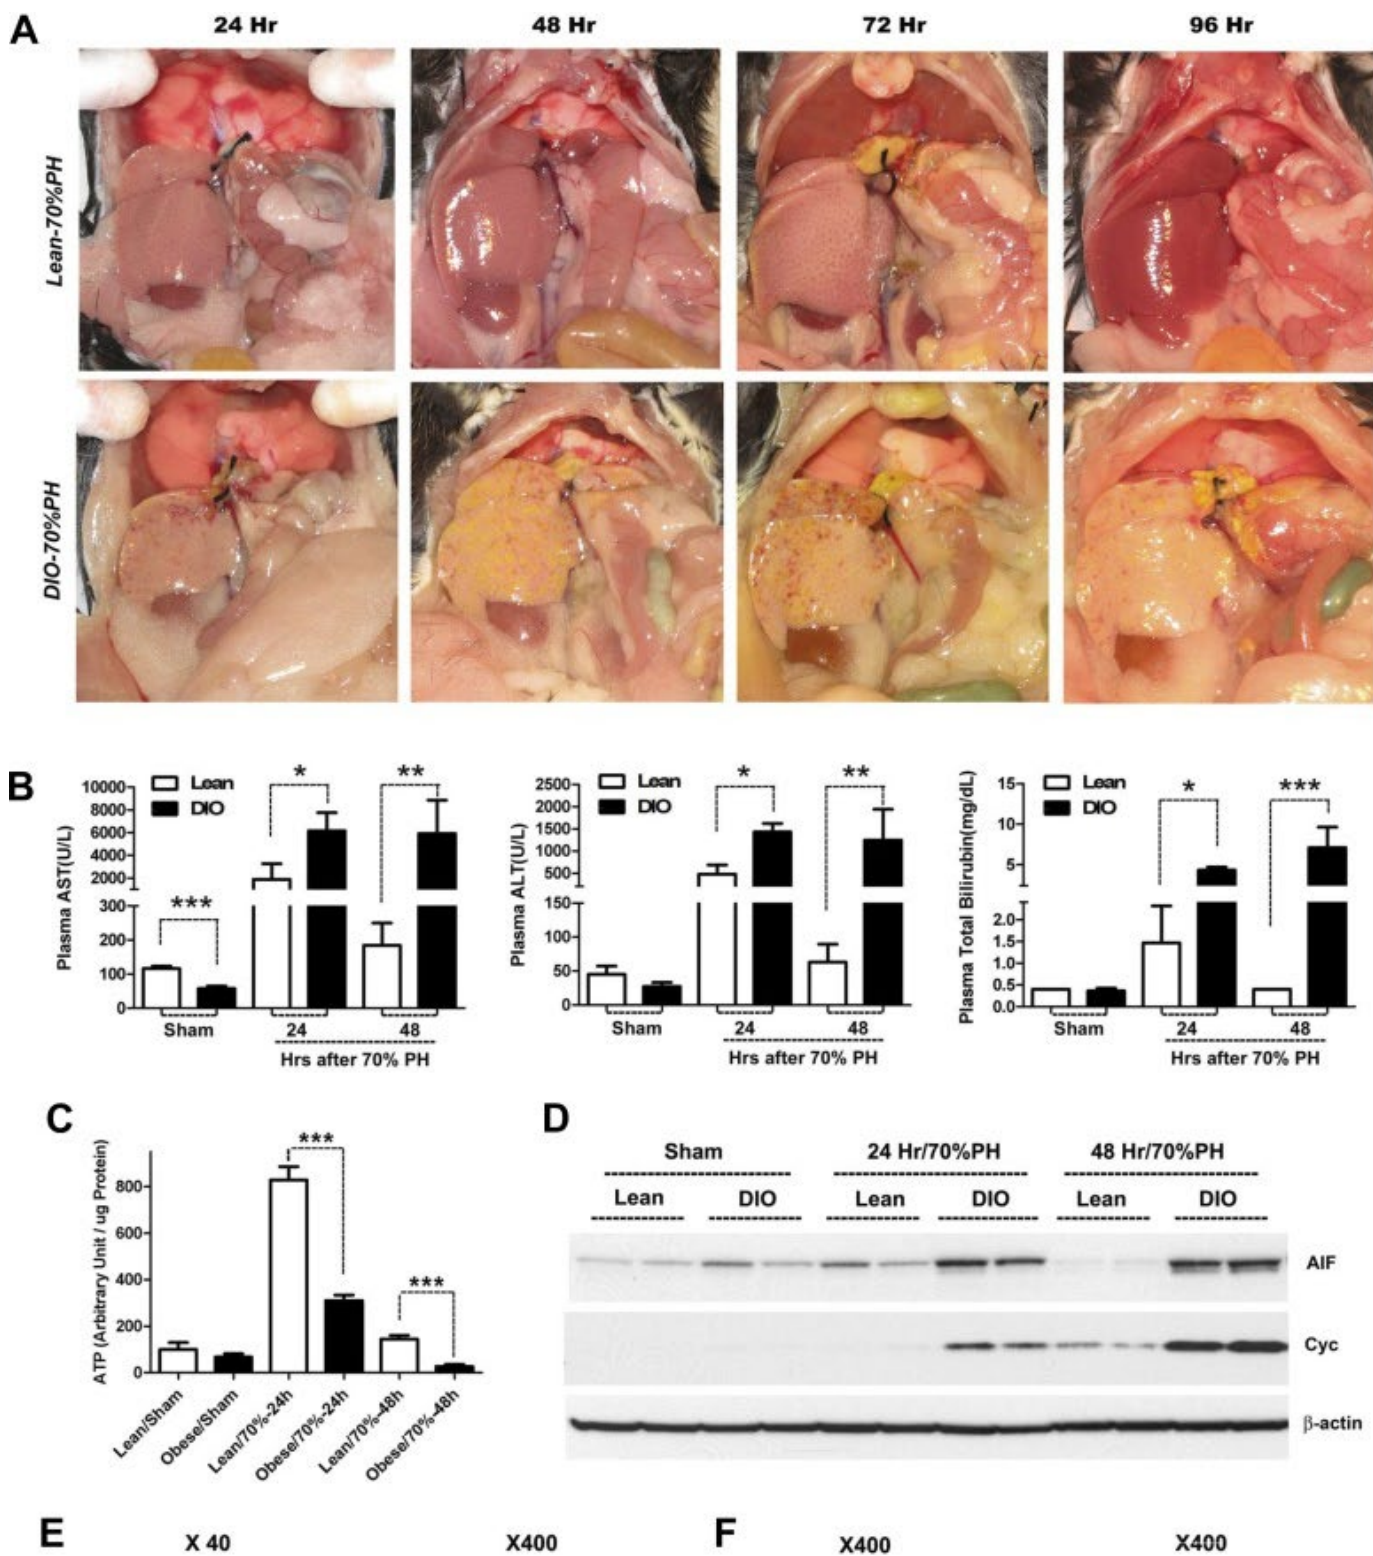 A
24 Hr 48 Hr 72 Hr 96 Hr
Lean-70%PH
DIO-70%PH
B
Plasma AST(U/L)
Lean
DIO
10000
8000
6000
4000
2000
300
200
100
0
***
*
**
Sham 24 48
Hrs after 70% PH
Plasma ALT(U/L)
Lean
DIO
2500
2000
1500
1000
500
150
100
50
0
*
**
Sham 24 48
Hrs after 70% PH
Plasma Total Bilirubin(mg/dL)
Lean
DIO
15
10
5
2.0
1.5
1.0
0.5
0.0
*
***
Sham 24 48
Hrs after 70% PH
C
ATP (Arbitrary Unit / ug Protein)
800
600
400
200
0
***
***
Lean/Sham
Obese/Sham
Lean/70%-24h
Obese/70%-24h
Lean/70%-48h
Obese/70%-48h
D
Sham 24 Hr/70%PH 48 Hr/70%PH
Lean DIO Lean DIO Lean DIO
AIF
Cyc
β-actin
E
X 40 X400
F
X400 X400